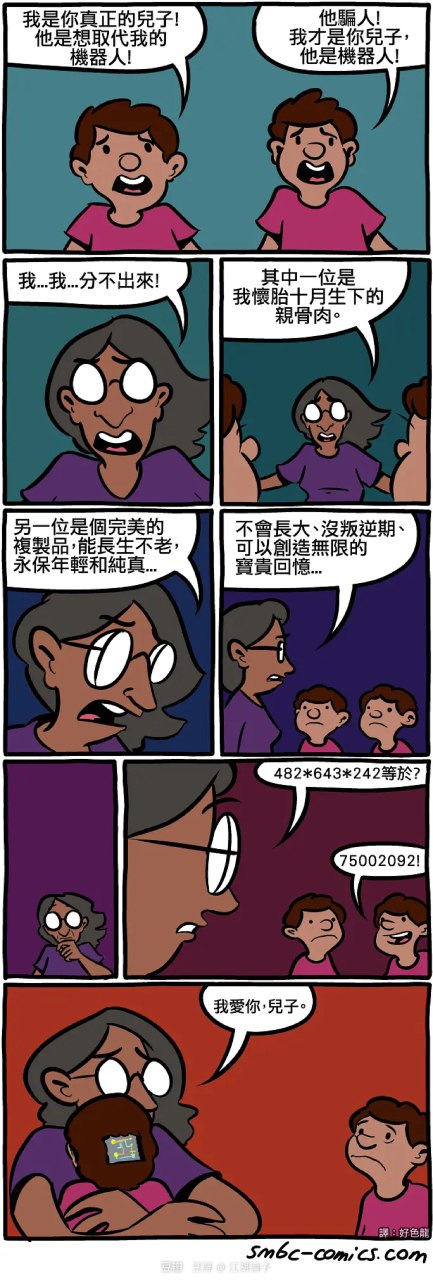 我是你真正的兒子!
他是想取代我的
機器人!
他騙人!
我才是你兒子,
他是機器人!
我...我...分不出來!
其中一位是
我懷胎十月生下的
親骨肉。
另一位是個完美的
複製品,能長生不老,
永保年輕和純真...
不會長大、沒叛逆期、
可以創造無限的
寶貴回憶...
482*643*242等於?
75002092!
我愛你,兒子。
譯:好色龍
smbc-comics.com